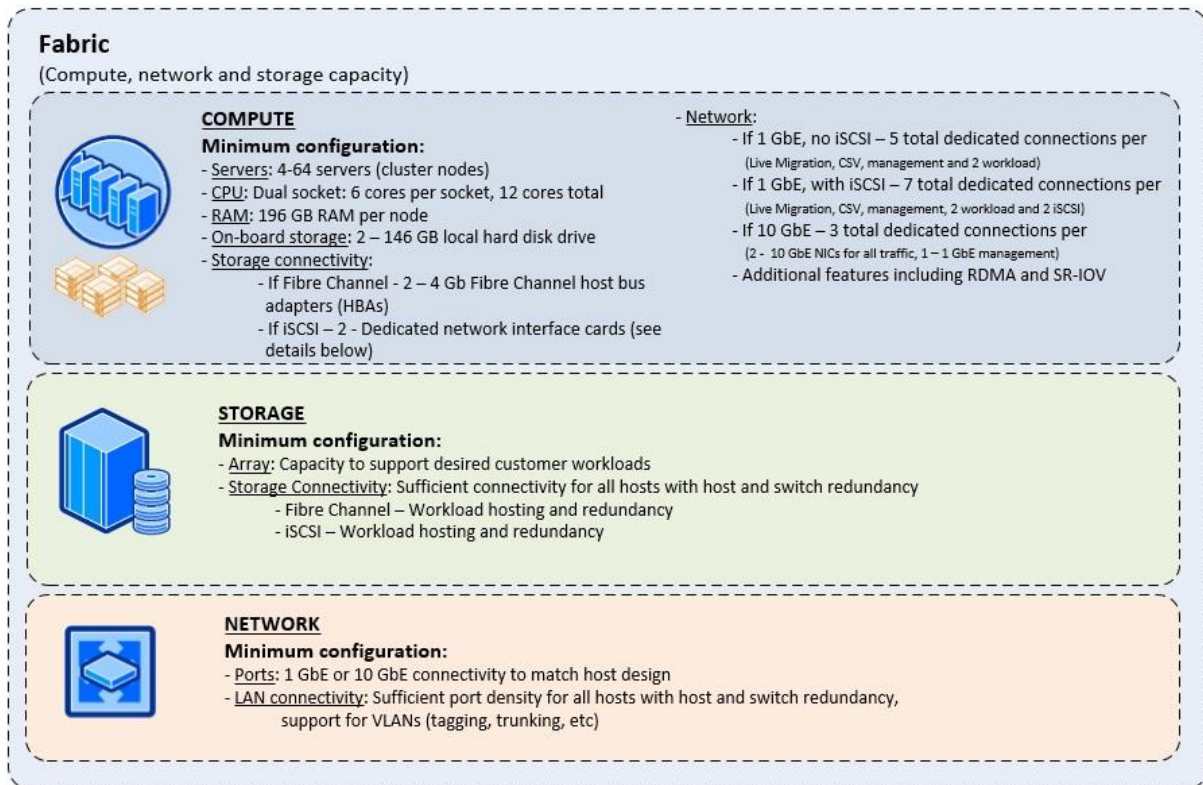 Fabric
(Compute, network and storage capacity)
COMPUTE
Minimum configuration:
- Servers: 4-64 servers (cluster nodes)
- CPU: Dual socket: 6 cores per socket, 12 cores total
- RAM: 196 GB RAM per node
- On-board storage: 2 – 146 GB local hard disk drive
- Storage connectivity:
- If Fibre Channel - 2 – 4 Gb Fibre Channel host bus
adapters (HBAs)
- If iSCSI – 2 - Dedicated network interface cards (see
details below)
- Network:
- If 1 GbE, no iSCSI – 5 total dedicated connections per
(Live Migration, CSV, management and 2 workload)
- If 1 GbE, with iSCSI – 7 total dedicated connections per
(Live Migration, CSV, management, 2 workload and 2 iSCSI)
- If 10 GbE – 3 total dedicated connections per
(2 - 10 GbE NICs for all traffic, 1 – 1 GbE management)
- Additional features including RDMA and SR-IOV
STORAGE
Minimum configuration:
- Array: Capacity to support desired customer workloads
- Storage Connectivity: Sufficient connectivity for all hosts with host and switch redundancy
- Fibre Channel – Workload hosting and redundancy
- iSCSI – Workload hosting and redundancy
NETWORK
Minimum configuration:
- Ports: 1 GbE or 10 GbE connectivity to match host design
- LAN connectivity: Sufficient port density for all hosts with host and switch redundancy,
support for VLANs (tagging, trunking, etc)